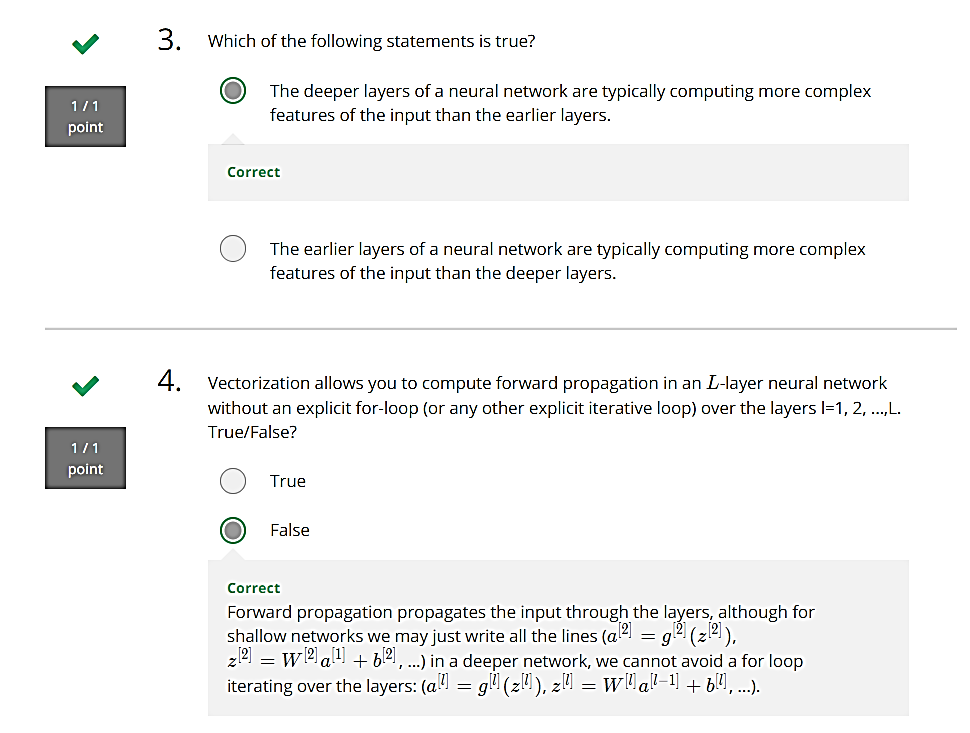 3. Which of the following statements is true?
1 / 1
point
The deeper layers of a neural network are typically computing more complex
features of the input than the earlier layers.
Correct
The earlier layers of a neural network are typically computing more complex
features of the input than the deeper layers.
4. Vectorization allows you to compute forward propagation in an L-layer neural network
without an explicit for-loop (or any other explicit iterative loop) over the layers l=1, 2, ...,L.
True/False?
1 / 1
point
True
False
Correct
Forward propagation propagates the input through the layers, although for
shallow networks we may just write all the lines (a^[2] = g^[2](z^[2]),
z^[2] = W^[2]a^[1] + b^[2], ...) in a deeper network, we cannot avoid a for loop
iterating over the layers: (a^[l] = g^[l](z^[l]), z^[l] = W^[l]a^[l−1] + b^[l], ...).